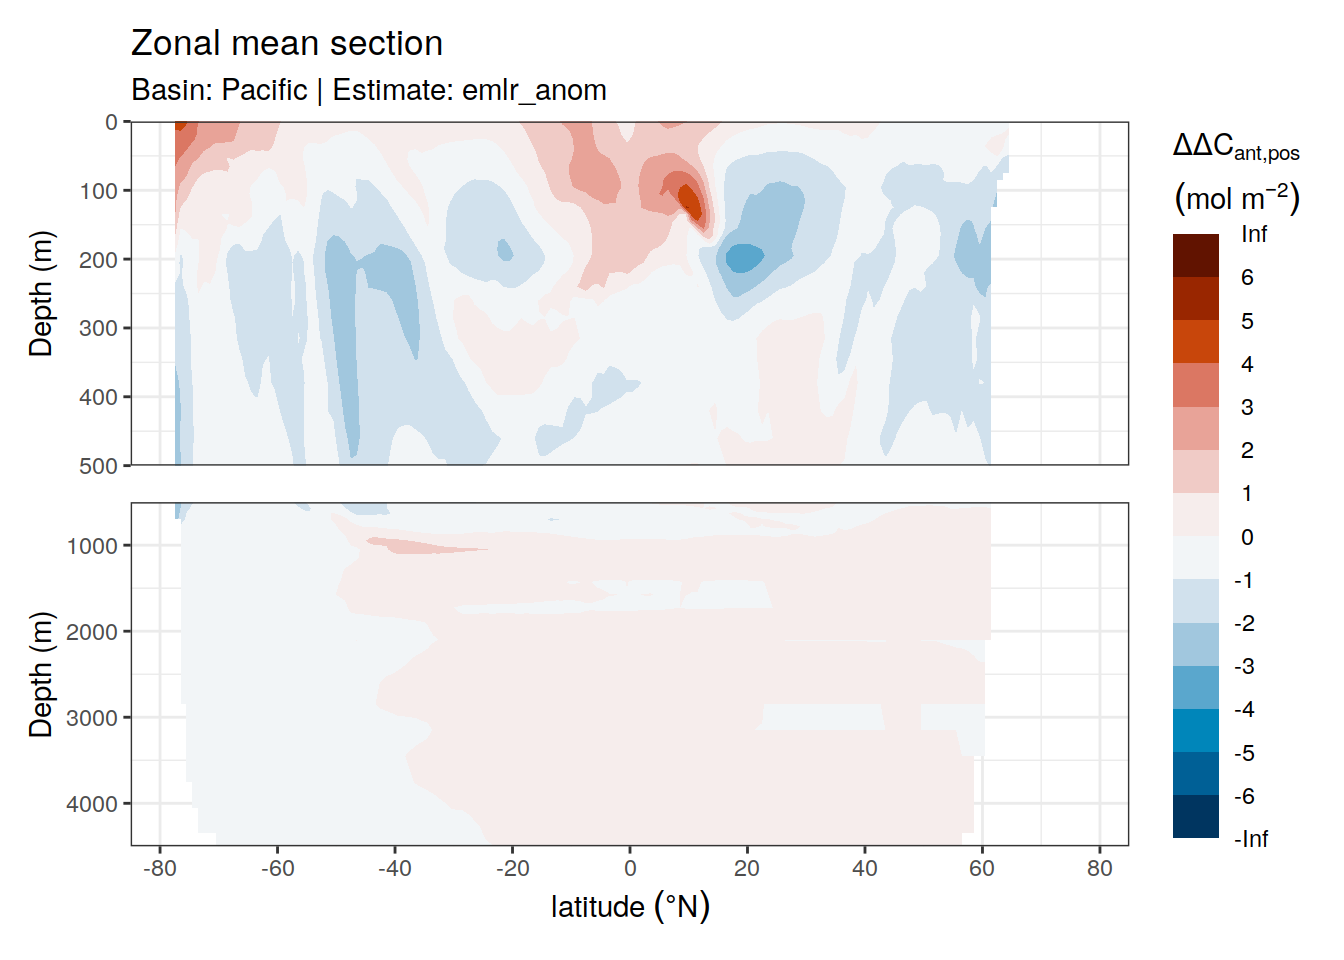 Zonal mean section
Basin: Pacific | Estimate: emlr_anom
ΔΔC_ant,pos
(mol m⁻²)
Inf
6
5
4
3
2
1
0
-1
-2
-3
-4
-5
-6
-Inf
Depth (m)
0
100
200
300
400
500
Depth (m)
1000
2000
3000
4000
-80 -60 -40 -20 0 20 40 60 80
latitude (°N)